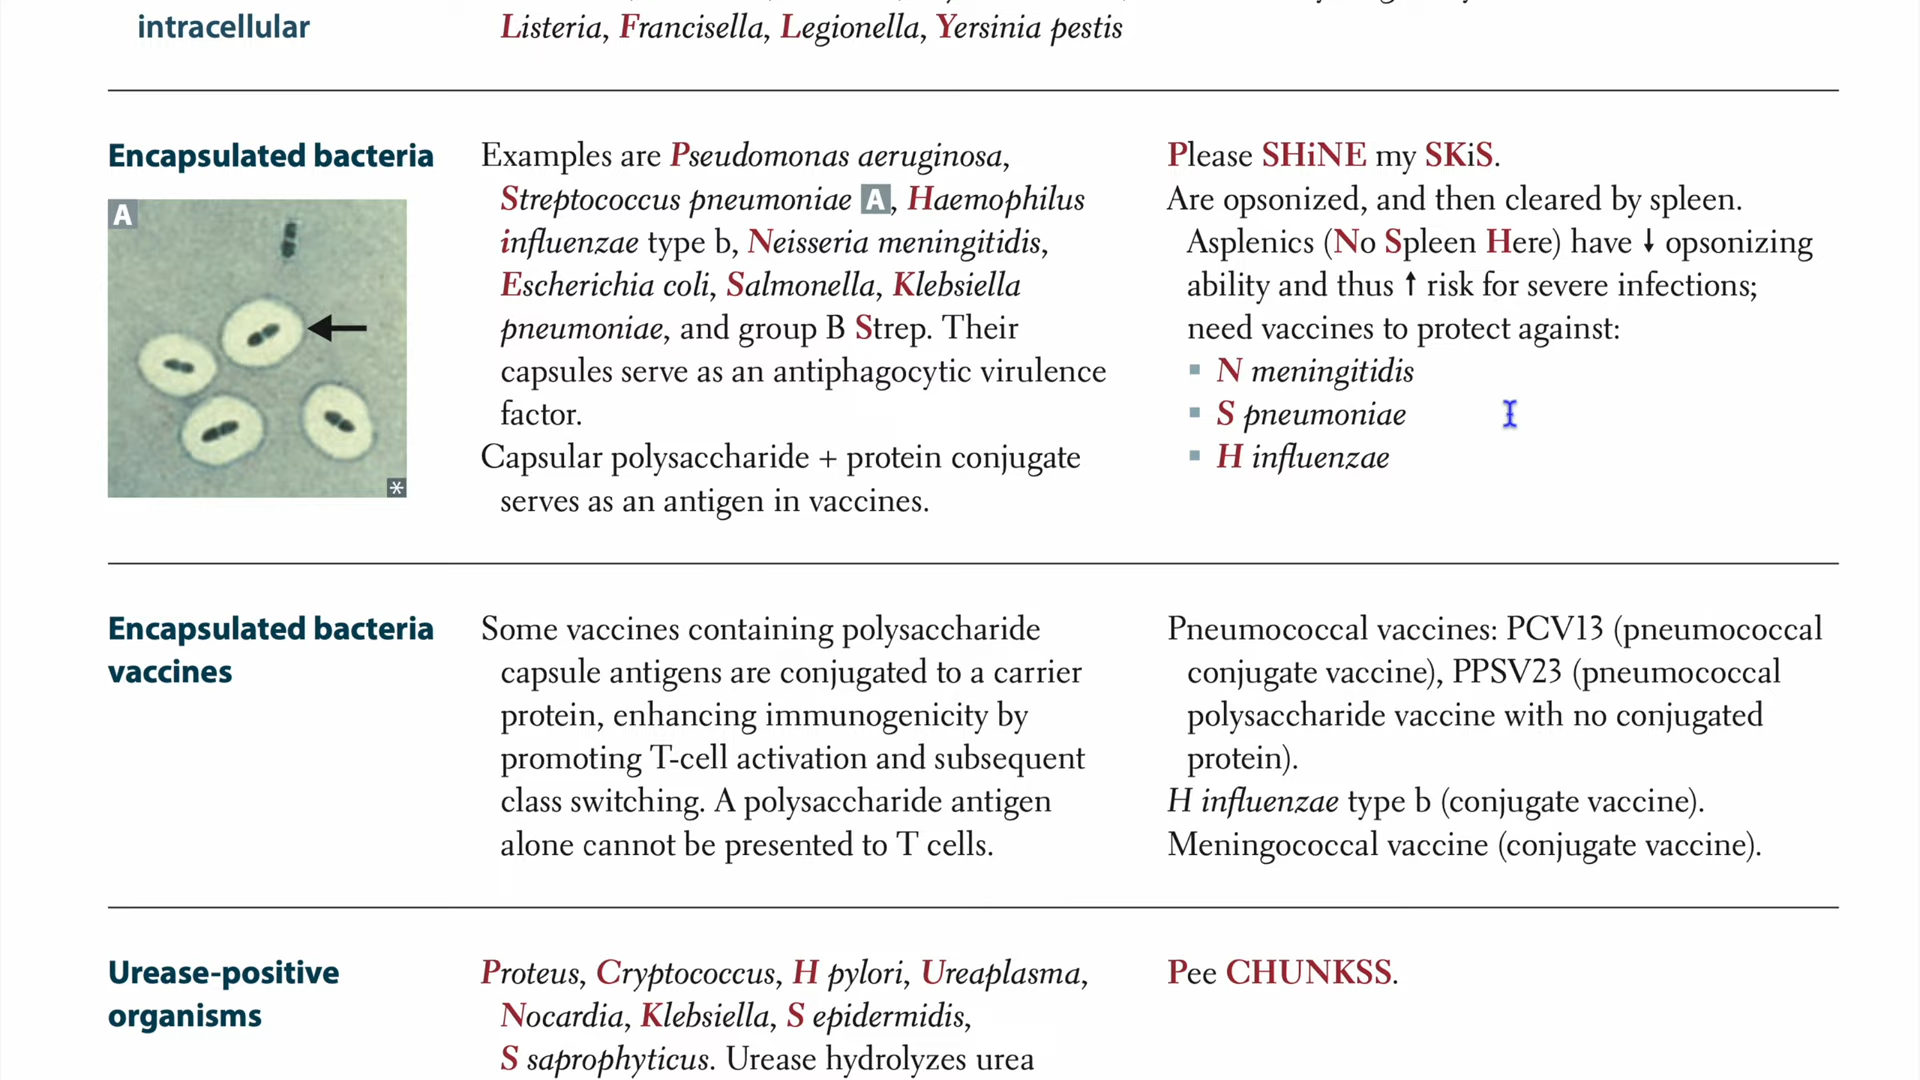 intracellular
Listeria, Francisella, Legionella, Yersinia pestis
Encapsulated bacteria
A
*
Examples are Pseudomonas aeruginosa,
Streptococcus pneumoniae A, Haemophilus
influenzae type b, Neisseria meningitidis,
Escherichia coli, Salmonella, Klebsiella
pneumoniae, and group B Strep. Their
capsules serve as an antiphagocytic virulence
factor.
Capsular polysaccharide + protein conjugate
serves as an antigen in vaccines.
Please SHiNE my SKiS.
Are opsonized, and then cleared by spleen.
Asplenics (No Spleen Here) have ↓ opsonizing
ability and thus ↑ risk for severe infections;
need vaccines to protect against:
▪ N meningitidis
▪ S pneumoniae
▪ H influenzae
Encapsulated bacteria
vaccines
Some vaccines containing polysaccharide
capsule antigens are conjugated to a carrier
protein, enhancing immunogenicity by
promoting T-cell activation and subsequent
class switching. A polysaccharide antigen
alone cannot be presented to T cells.
Pneumococcal vaccines: PCV13 (pneumococcal
conjugate vaccine), PPSV23 (pneumococcal
polysaccharide vaccine with no conjugated
protein).
H influenzae type b (conjugate vaccine).
Meningococcal vaccine (conjugate vaccine).
Urease-positive
organisms
Proteus, Cryptococcus, H pylori, Ureaplasma,
Nocardia, Klebsiella, S epidermidis,
S saprophyticus. Urease hydrolyzes urea
Pee CHUNKSS.